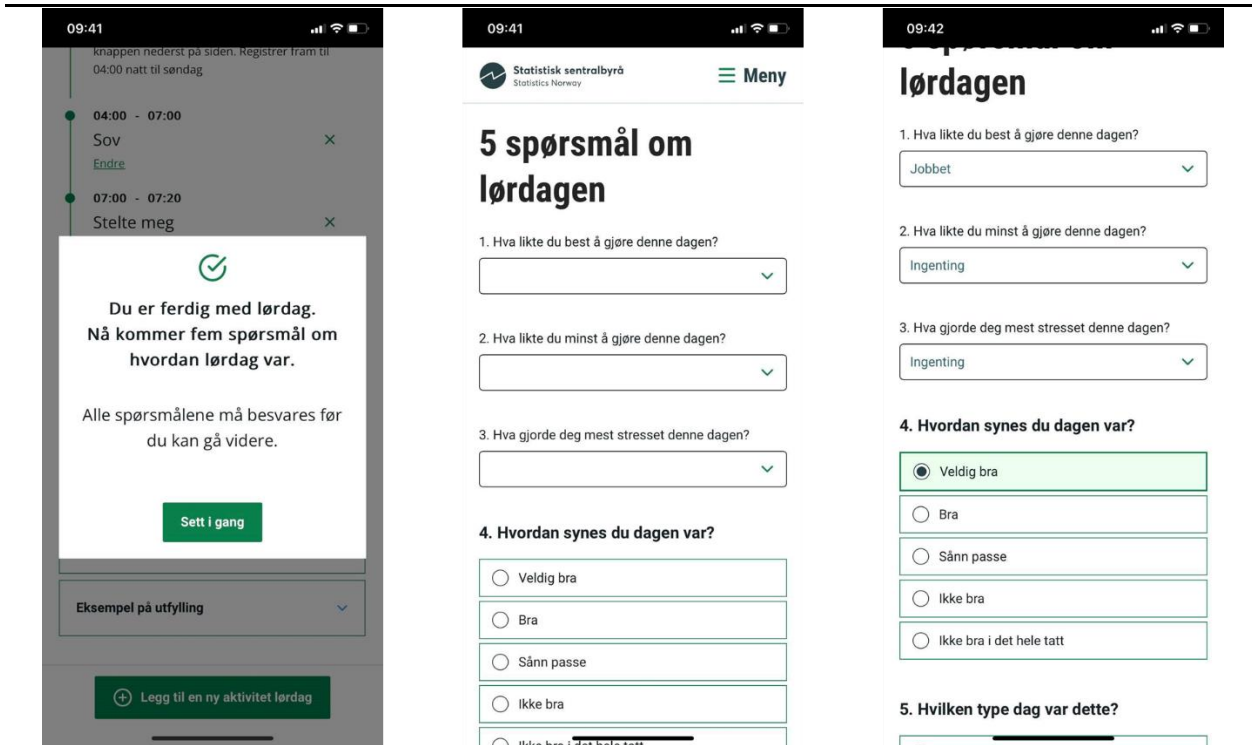 09:41
knappen nederst på siden. Registrer fram til
04:00 natt til søndag
04:00 - 07:00
Sov
Endre
07:00 - 07:20
Stelte meg
Du er ferdig med lørdag.
Nå kommer fem spørsmål om
hvordan lørdag var.
Alle spørsmålene må besvares før
du kan gå videre.
Sett i gang
Eksempel på utfylling
Legg til en ny aktivitet lørdag
09:41
Statistisk sentralbyrå
Statistics Norway
Meny
5 spørsmål om
lørdagen
1. Hva likte du best å gjøre denne dagen?
2. Hva likte du minst å gjøre denne dagen?
3. Hva gjorde deg mest stresset denne dagen?
4. Hvordan synes du dagen var?
Veldig bra
Bra
Sånn passe
Ikke bra
Ikke bra i det hele tatt
09:42
5 spørsmål om
lørdagen
1. Hva likte du best å gjøre denne dagen?
Jobbet
2. Hva likte du minst å gjøre denne dagen?
Ingenting
3. Hva gjorde deg mest stresset denne dagen?
Ingenting
4. Hvordan synes du dagen var?
Veldig bra
Bra
Sånn passe
Ikke bra
Ikke bra i det hele tatt
5. Hvilken type dag var dette?